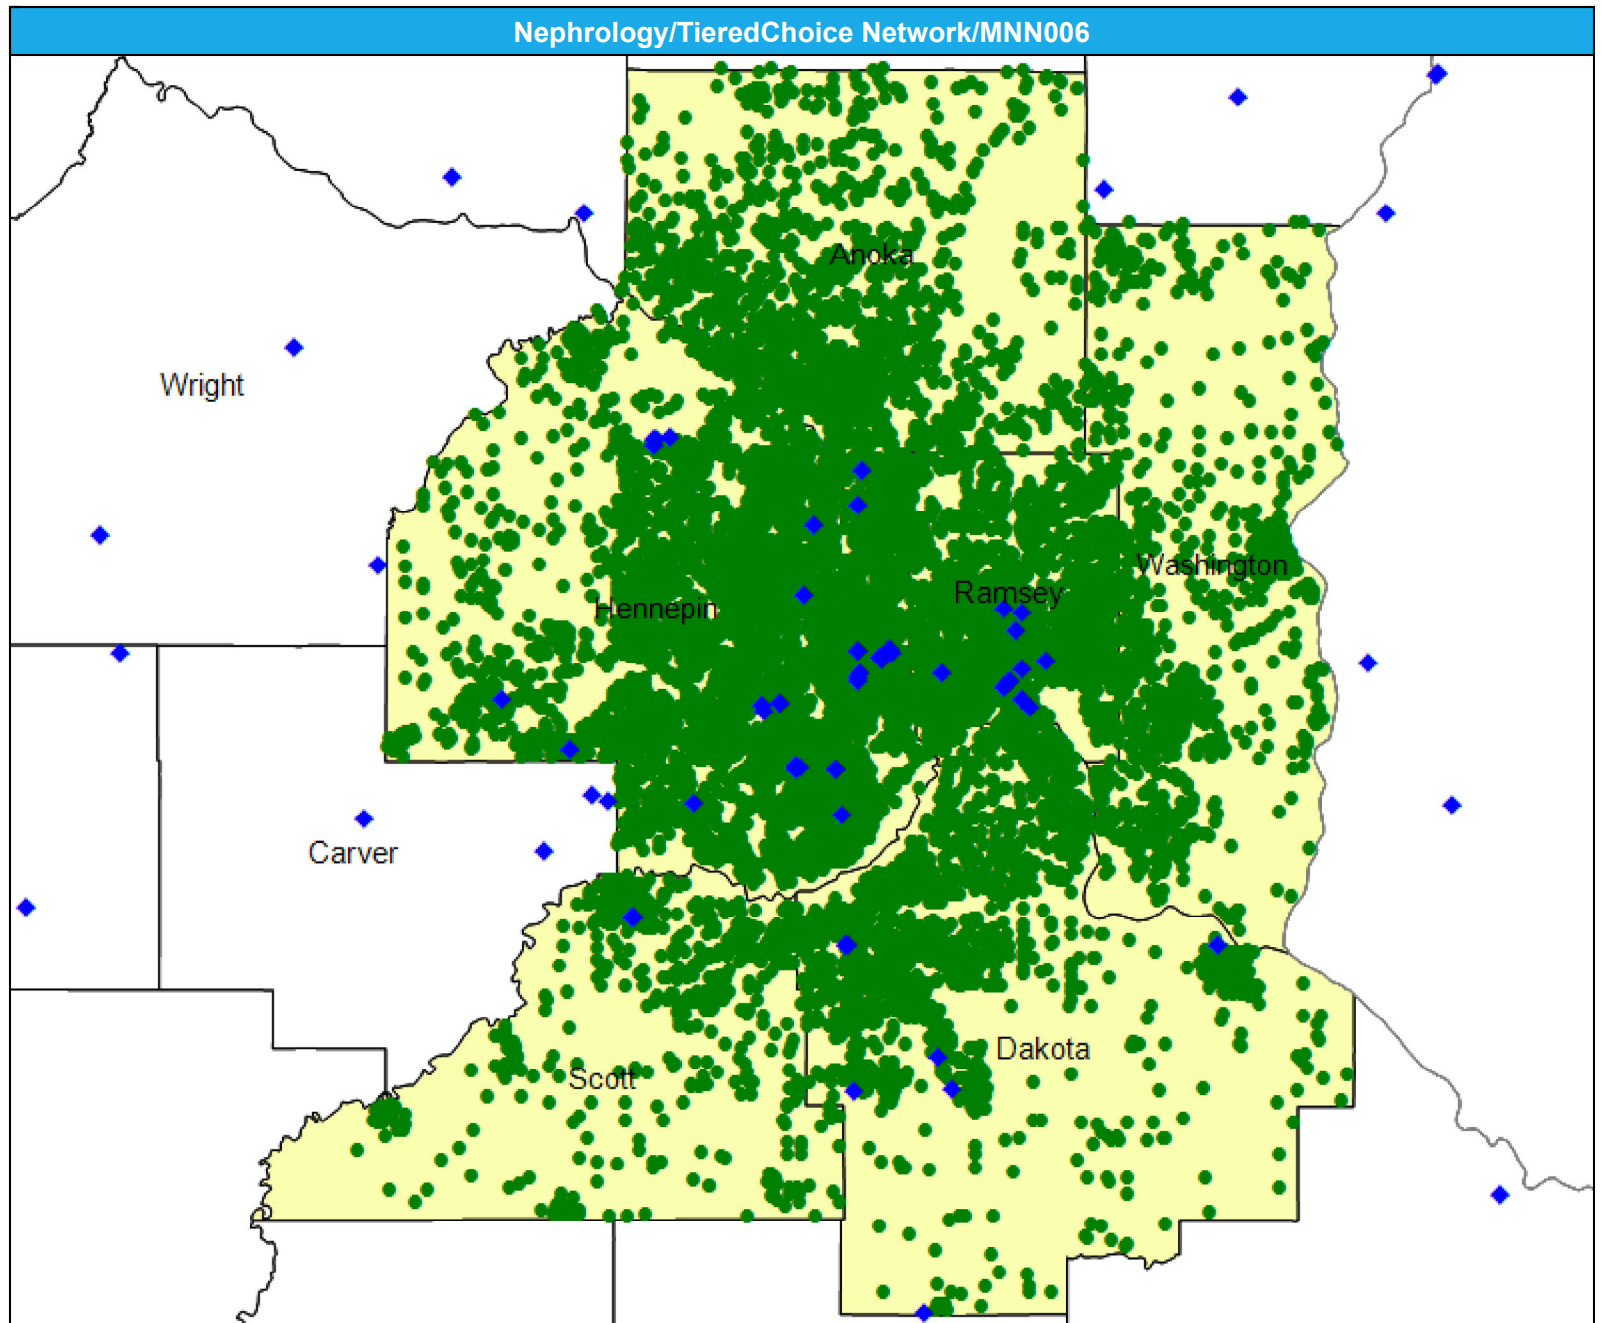 Nephrology/TieredChoice Network/MNN006
Anoka
Wright
Washington
Ramsey
Hennepin
Carver
Dakota
Scott